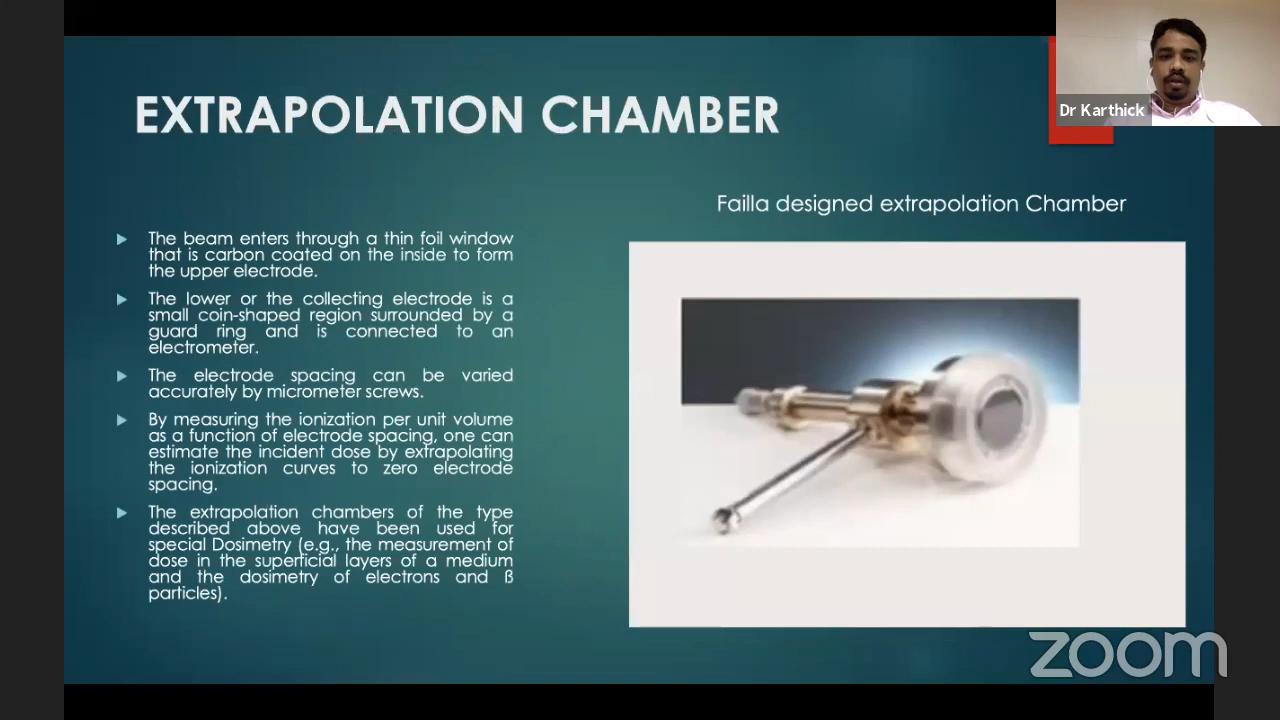 EXTRAPOLATION CHAMBER
Dr Karthick
Failla designed extrapolation Chamber
The beam enters through a thin foil window
that is carbon coated on the inside to form
the upper electrode.
The lower or the collecting electrode is a
small coin-shaped region surrounded by a
guard ring and is connected to an
electrometer.
The electrode spacing can be varied
accurately by micrometer screws.
By measuring the ionization per unit volume
as a function of electrode spacing, one can
estimate the incident dose by extrapolating
the ionization curves to zero electrode
spacing.
The extrapolation chambers of the type
described above have been used for
special Dosimetry (e.g., the measurement of
dose in the superficial layers of a medium
and the dosimetry of electrons and ß
particles).
zoom